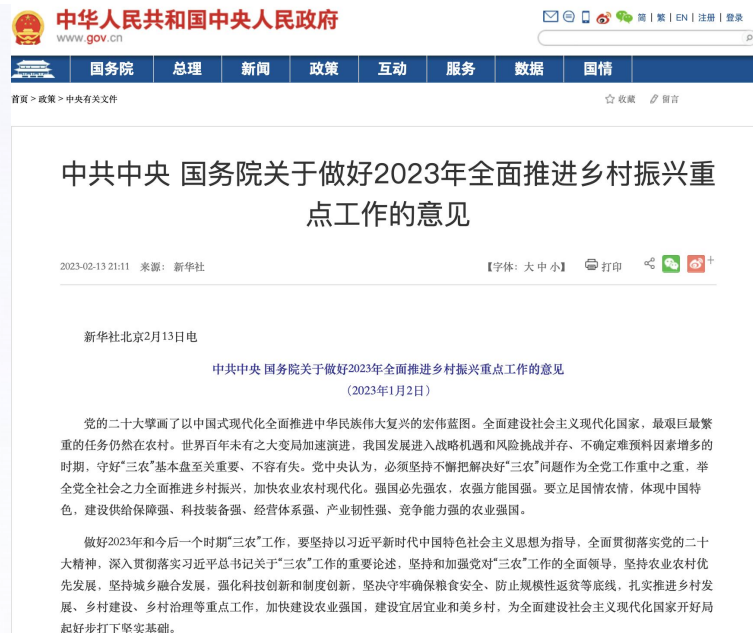 中华人民共和国中央人民政府
www.gov.cn
简 | 繁 | EN | 注册 | 登录
国务院 总理 新闻 政策 互动 服务 数据 国情
首页 > 政策 > 中央有关文件
收藏 留言
中共中央 国务院关于做好2023年全面推进乡村振兴重
点工作的意见
2023-02-13 21:11 来源： 新华社
【字体：大 中 小】 打印
新华社北京2月13日电
中共中央 国务院关于做好2023年全面推进乡村振兴重点工作的意见
（2023年1月2日）
党的二十大擘画了以中国式现代化全面推进中华民族伟大复兴的宏伟蓝图。全面建设社会主义现代化国家，最艰巨最繁
重的任务仍然在农村。世界百年未有之大变局加速演进，我国发展进入战略机遇和风险挑战并存、不确定难预料因素增多的
时期，守好“三农”基本盘至关重要、不容有失。党中央认为，必须坚持不懈把解决好“三农”问题作为全党工作重中之重，举
全党全社会之力全面推进乡村振兴，加快农业农村现代化。强国必先强农，农强方能国强。要立足国情农情，体现中国特
色，建设供给保障强、科技装备强、经营体系强、产业韧性强、竞争能力强的农业强国。
做好2023年和今后一个时期“三农”工作，要坚持以习近平新时代中国特色社会主义思想为指导，全面贯彻落实党的二十
大精神，深入贯彻落实习近平总书记关于“三农”工作的重要论述，坚持和加强党对“三农”工作的全面领导，坚持农业农村优
先发展，坚持城乡融合发展，强化科技创新和制度创新，坚决守牢确保粮食安全、防止规模性返贫等底线，扎实推进乡村发
展、乡村建设、乡村治理等重点工作，加快建设农业强国，建设宜居宜业和美乡村，为全面建设社会主义现代化国家开好局
起好步打下坚实基础。